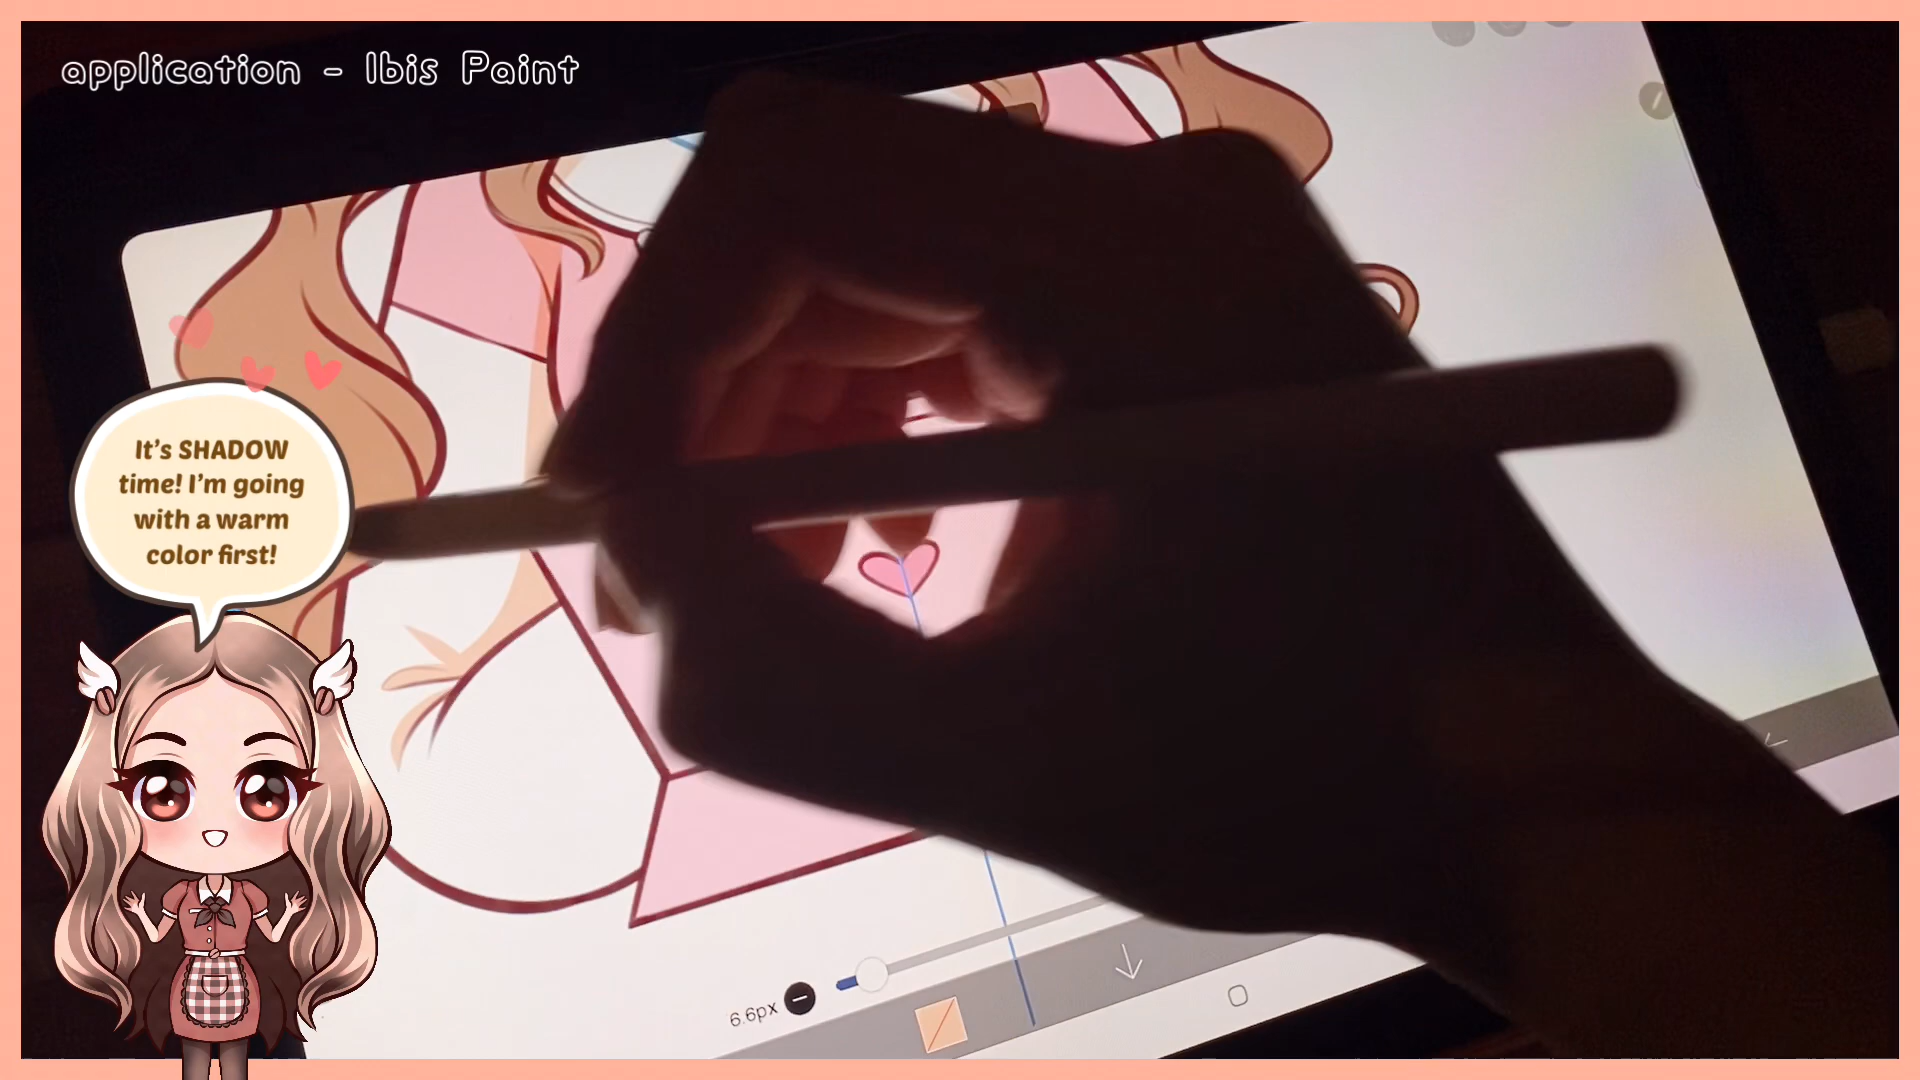 application - Ibis Paint
It's SHADOW
time! I'm going
with a warm
color first!
6.6px